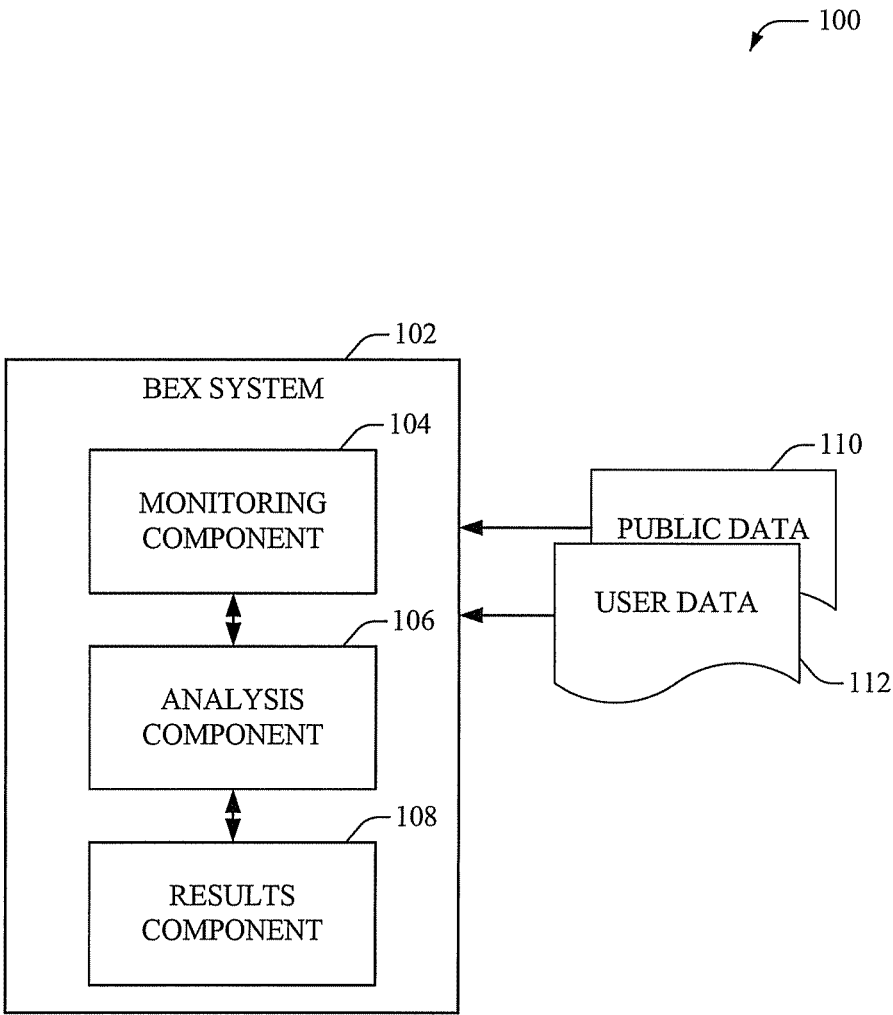 100
102
BEX SYSTEM
104
MONITORING
COMPONENT
110
PUBLIC DATA
USER DATA
112
106
ANALYSIS
COMPONENT
108
RESULTS
COMPONENT